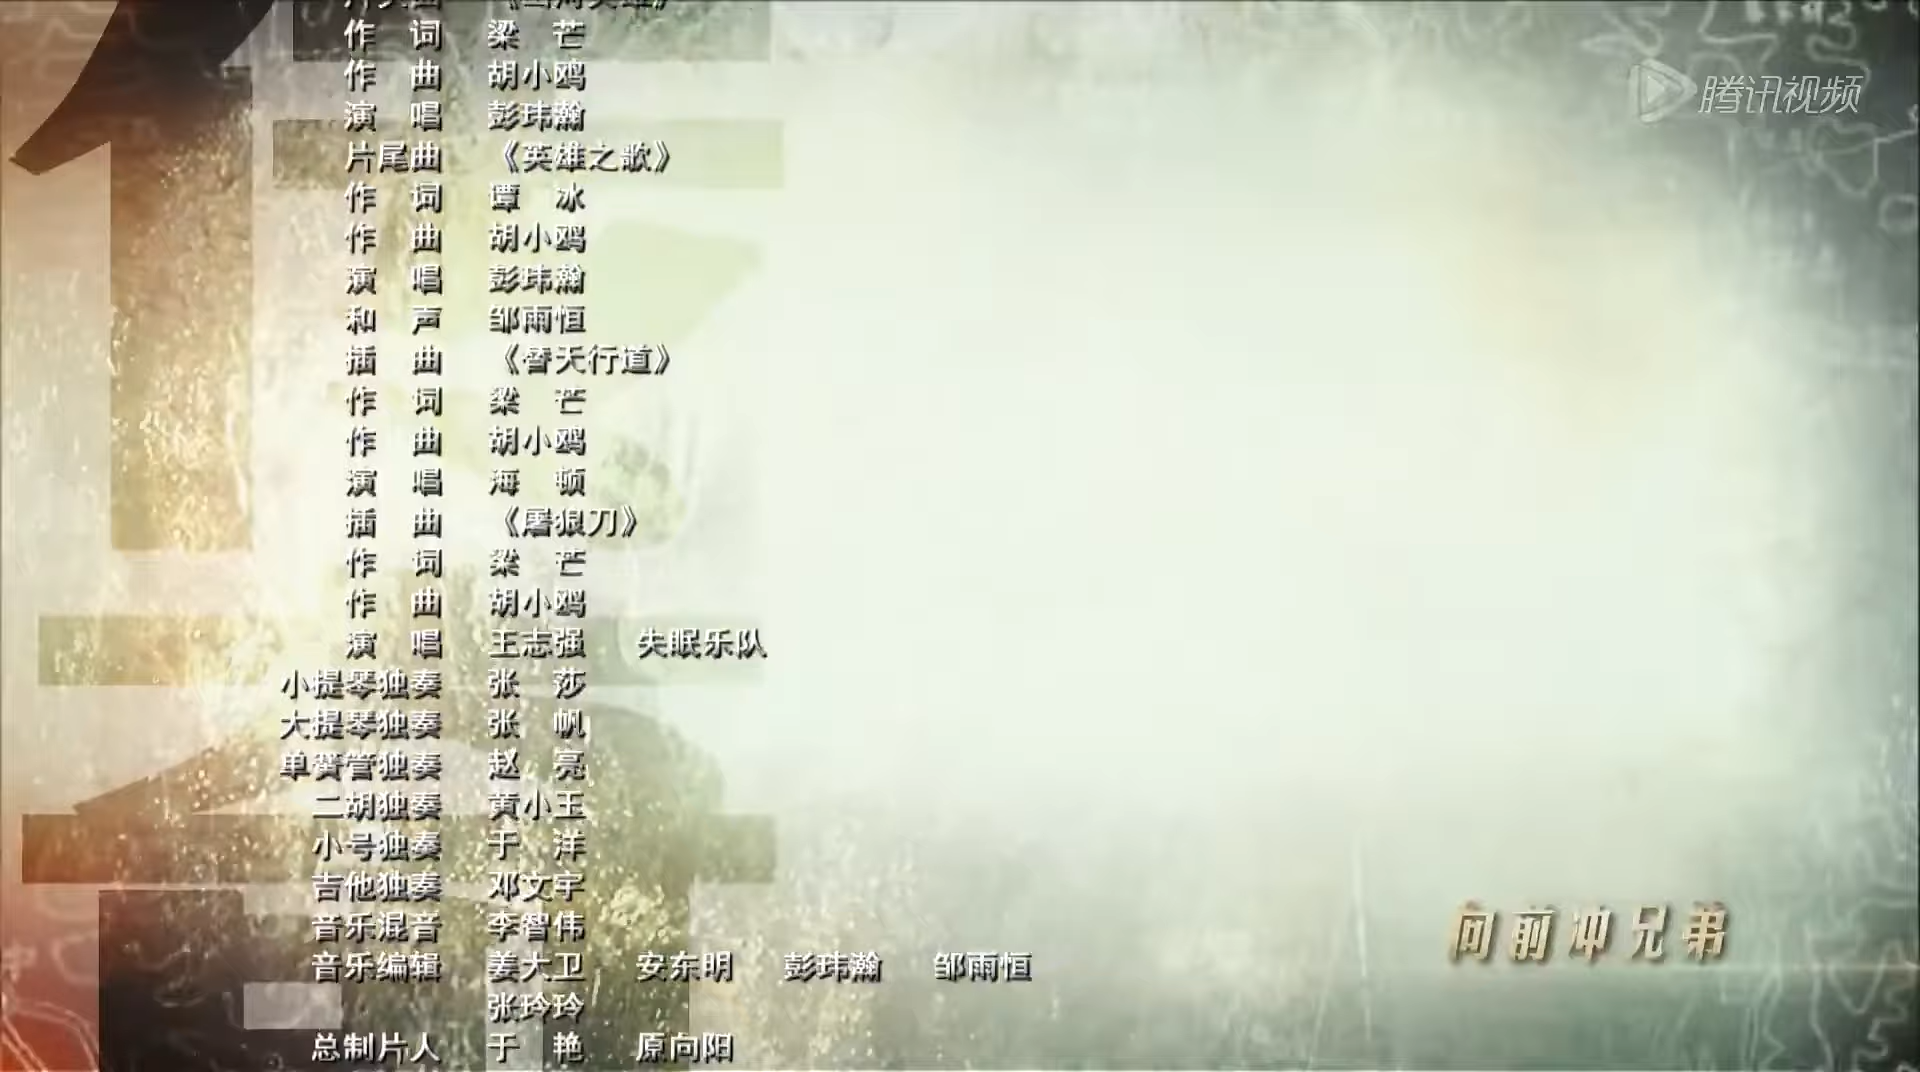 片头曲　《山河英雄》
作　词　梁　芒
作　曲　胡小鸥
演　唱　彭玮瀚
片尾曲　《英雄之歌》
作　词　谭　冰
作　曲　胡小鸥
演　唱　彭玮瀚
和　声　邹雨恒
插　曲　《替天行道》
作　词　梁　芒
作　曲　胡小鸥
演　唱　海　顿
插　曲　《屠狼刀》
作　词　梁　芒
作　曲　胡小鸥
演　唱　王志强　失眠乐队
小提琴独奏　张　莎
大提琴独奏　张　帆
单簧管独奏　赵　亮
二胡独奏　黄小玉
小号独奏　于　洋
吉他独奏　邓文宇
音乐混音　李智伟
音乐编辑　姜大卫　安东明　彭玮瀚　邹雨恒
张玲玲
总制片人　于　艳　原向阳
腾讯视频
向前冲兄弟